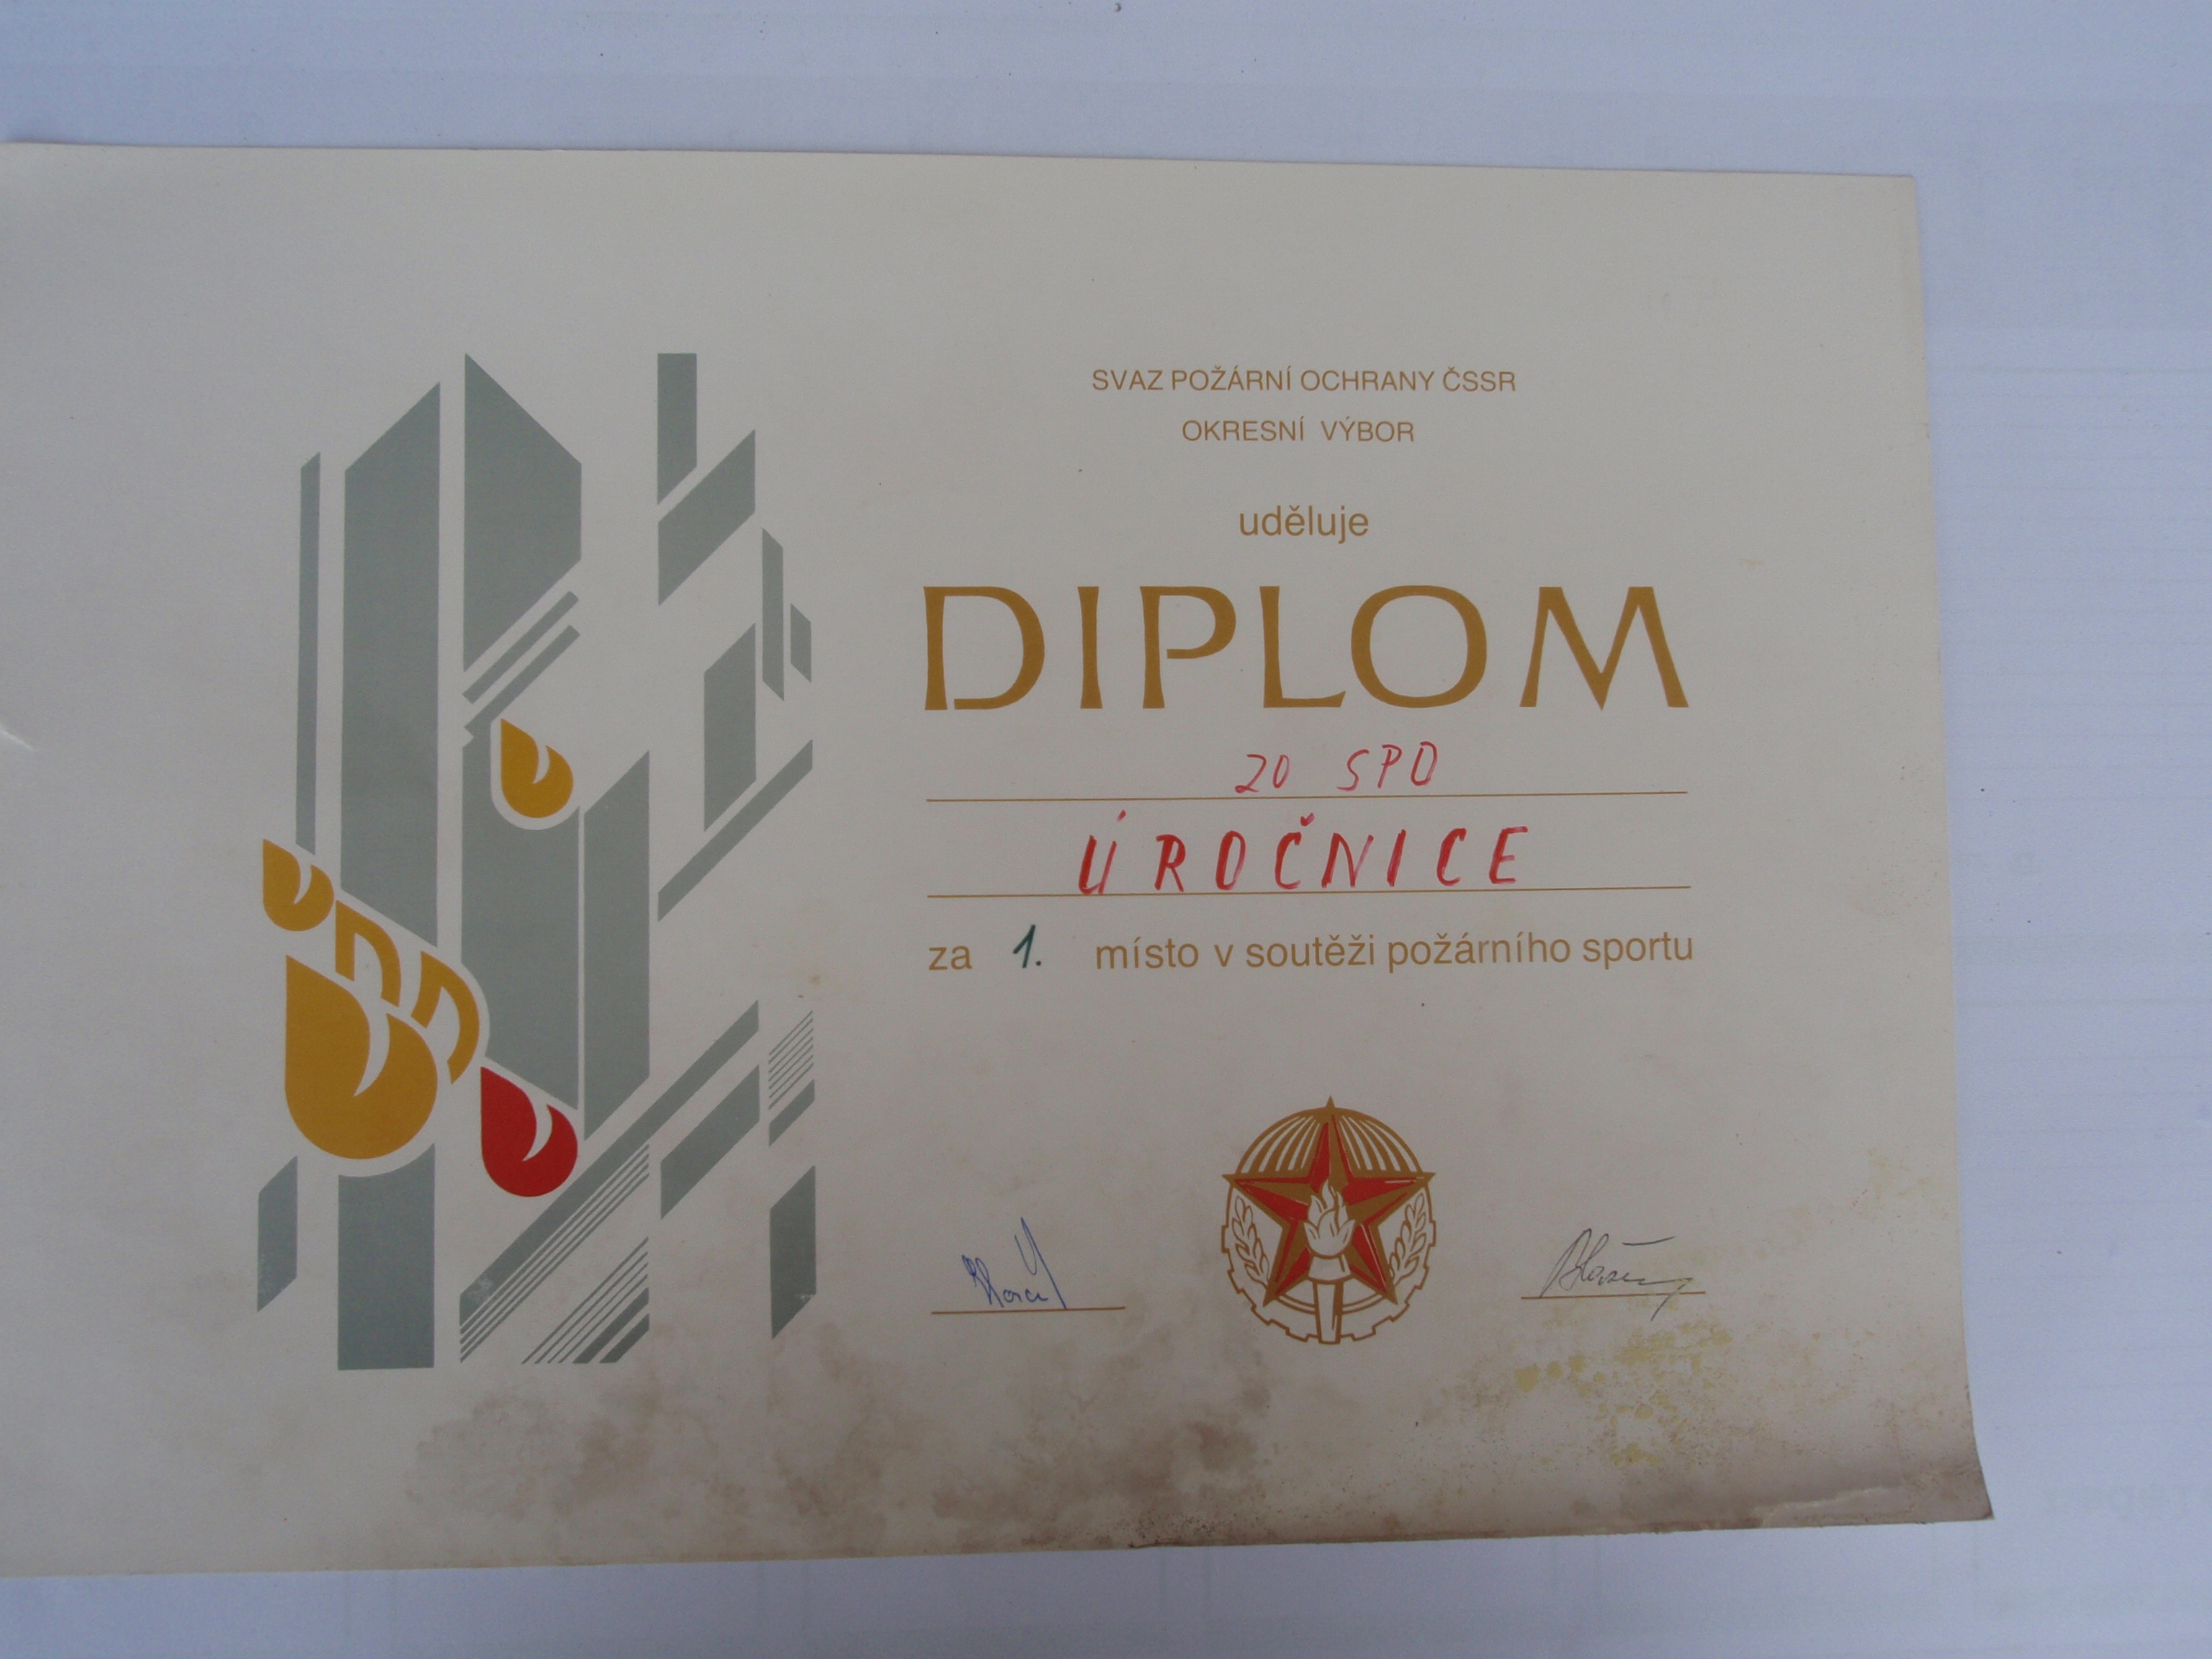 SVAZ POŽÁRNÍ OCHRANY ČSSR
OKRESNÍ VÝBOR
uděluje
DIPLOM
ZO SPO
ÚROČNICE
za 1. místo v soutěži požárního sportu